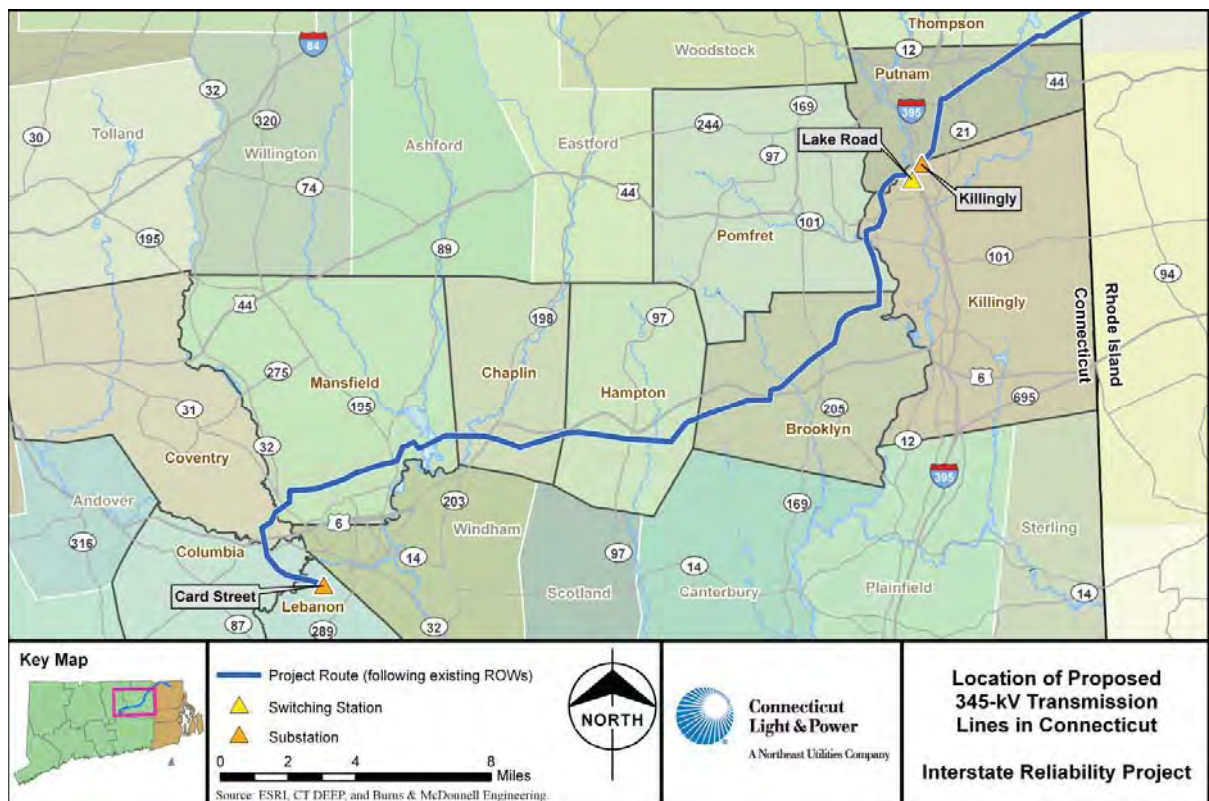 Thompson
84
12
Woodstock
Putnam
32
44
395
169
30
320
Tolland
244
21
Willington
Ashford
Eastford
Lake Road
97
74
44
Killingly
195
101
89
Pomfret
101
94
Killingly
44
198
97
Rhode Island
Connecticut
275
Chaplin
Mansfield
Hampton
6
195
695
31
205
Brooklyn
32
12
Coventry
395
Andover
203
6
Windham
169
Sterling
316
Columbia
14
97
14
Scotland
Canterbury
Plainfield
14
Card Street
Lebanon
87
289
32
Key Map
Project Route (following existing ROWs)
Switching Station
Substation
0 2 4 8
Miles
Source: ESRI, CT DEEP, and Burns & McDonnell Engineering.
NORTH
Connecticut
Light & Power
A Northeast Utilities Company
Location of Proposed
345-kV Transmission
Lines in Connecticut
Interstate Reliability Project